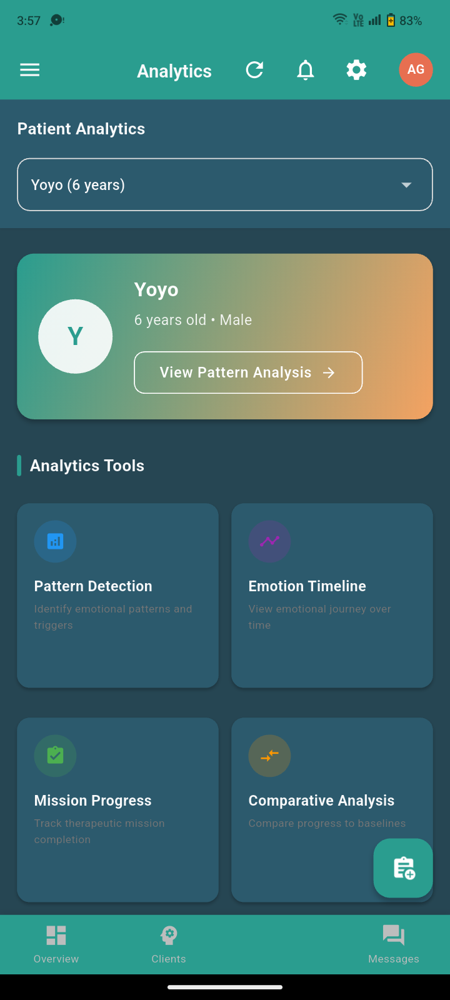 3:57
Vo LTE
83%
Analytics
AG
Patient Analytics
Yoyo (6 years)
Yoyo
Y
6 years old • Male
View Pattern Analysis
Analytics Tools
Pattern Detection
Identify emotional patterns and
triggers
Emotion Timeline
View emotional journey over
time
Mission Progress
Track therapeutic mission
completion
Comparative Analysis
Compare progress to baselines
Overview
Clients
Messages